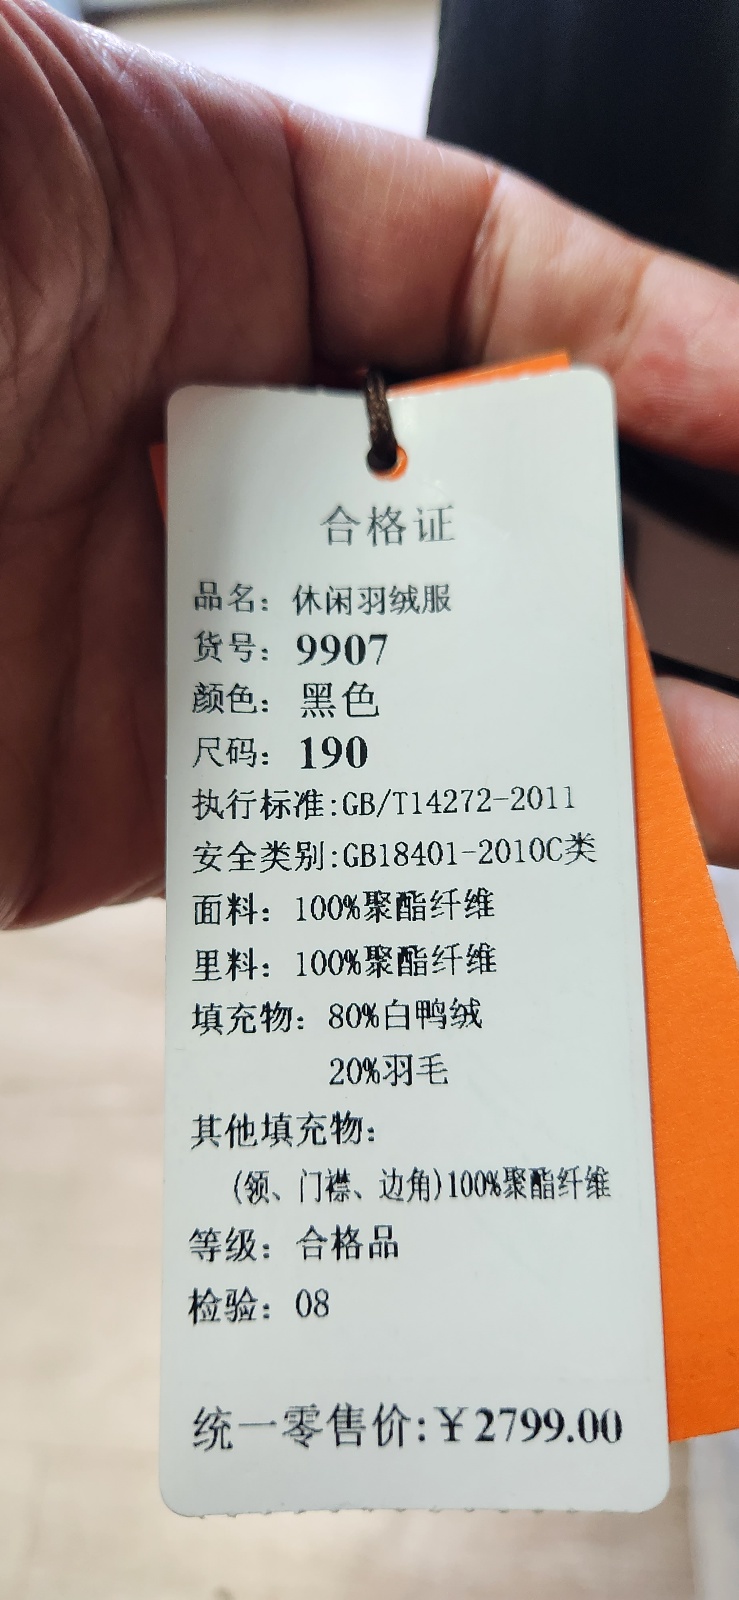 合格证
品名：休闲羽绒服
货号：9907
颜色：黑色
尺码：190
执行标准:GB/T14272-2011
安全类别:GB18401-2010C类
面料：100%聚酯纤维
里料：100%聚酯纤维
填充物：80%白鸭绒
20%羽毛
其他填充物：
(领、门襟、边角)100%聚酯纤维
等级：合格品
检验：08
统一零售价:￥2799.00